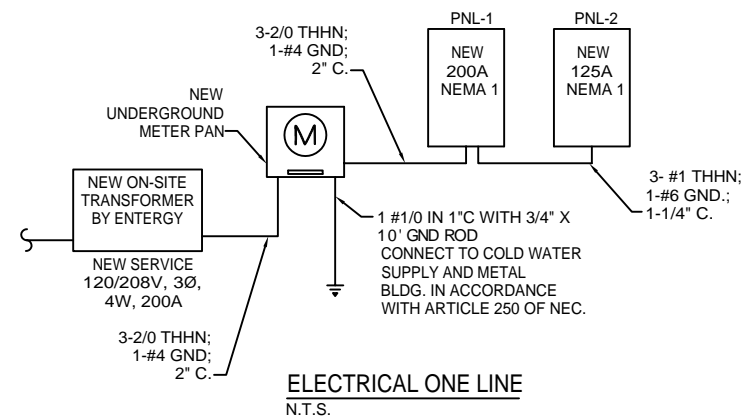 3-2/0 THHN;
1-#4 GND;
2" C.
PNL-1
NEW
200A
NEMA 1
PNL-2
NEW
125A
NEMA 1
NEW
UNDERGROUND
METER PAN
M
3- #1 THHN;
1-#6 GND.;
1-1/4" C.
NEW ON-SITE
TRANSFORMER
BY ENTERGY
NEW SERVICE
120/208V, 3Ø,
4W, 200A
1 #1/0 IN 1"C WITH 3/4" X
10' GND ROD
CONNECT TO COLD WATER
SUPPLY AND METAL
BLDG. IN ACCORDANCE
WITH ARTICLE 250 OF NEC.
3-2/0 THHN;
1-#4 GND;
2" C.
ELECTRICAL ONE LINE
N.T.S.